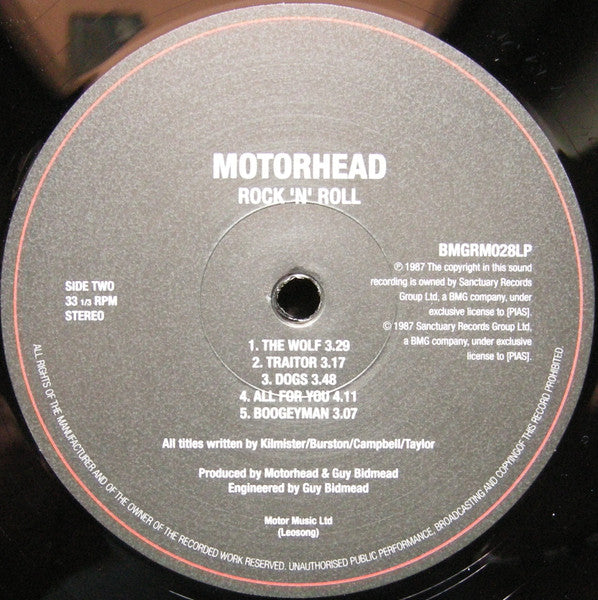 MOTORHEAD
ROCK 'N' ROLL
BMGRM028LP
℗ 1987 The copyright in this sound
recording is owned by Sanctuary Records
Group Ltd, a BMG company, under
exclusive license to [PIAS].
© 1987 Sanctuary Records Group Ltd,
a BMG company, under exclusive
license to [PIAS].
SIDE TWO
33 1/3 RPM
STEREO
1. THE WOLF 3.29
2. TRAITOR 3.17
3. DOGS 3.48
4. ALL FOR YOU 4.11
5. BOOGEYMAN 3.07
All titles written by Kilmister/Burston/Campbell/Taylor
Produced by Motorhead & Guy Bidmead
Engineered by Guy Bidmead
Motor Music Ltd
(Leosong)
ALL RIGHTS OF THE MANUFACTURER AND OF THE OWNER OF THE RECORDED WORK RESERVED. UNAUTHORISED PUBLIC PERFORMANCE, BROADCASTING AND COPYINGOF THIS RECORD PROHIBITED.